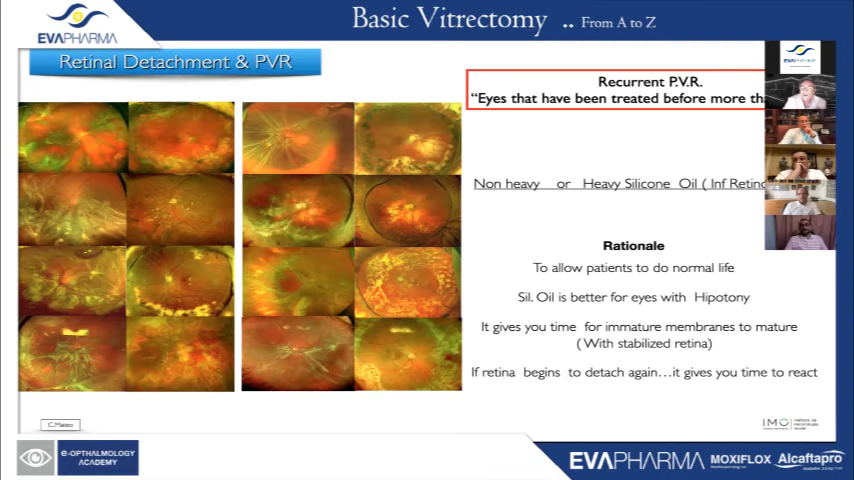 Basic Vitrectomy .. From A to Z
EVAPHARMA
Retinal Detachment & PVR
Recurrent P.V.R.
"Eyes that have been treated before more
Non heavy or Heavy Silicone Oil ( Inf
Rationale
To allow patients to do normal life
Sil. Oil is better for eyes with Hipotony
It gives you time for immature membranes to mature
( With stabilized retina)
If retina begins to detach again...it gives you time to react
C.Mateo
IMO
e-OPTHALMOLOGY
ACADEMY
EVAPHARMA MOXIFLOX Alcaftapro